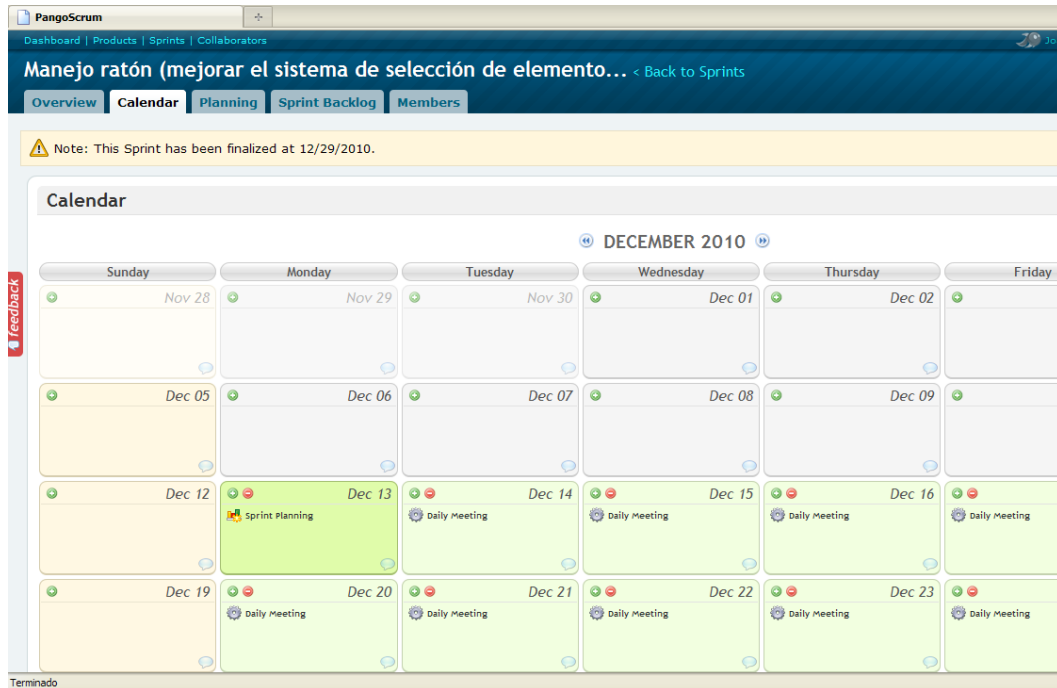 PangoScrum
Dashboard | Products | Sprints | Collaborators
Jo
Manejo ratón (mejorar el sistema de selección de elemento... < Back to Sprints
Overview Calendar Planning Sprint Backlog Members
Note: This Sprint has been finalized at 12/29/2010.
Calendar
DECEMBER 2010
Sunday Monday Tuesday Wednesday Thursday Friday
feedback
Nov 28 Nov 29 Nov 30 Dec 01 Dec 02
Dec 05 Dec 06 Dec 07 Dec 08 Dec 09
Dec 12 Dec 13 Dec 14 Dec 15 Dec 16
Sprint Planning Daily Meeting Daily Meeting Daily Meeting Daily Meeting
Dec 19 Dec 20 Dec 21 Dec 22 Dec 23
Daily Meeting Daily Meeting Daily Meeting Daily Meeting Daily Meeting
Terminado